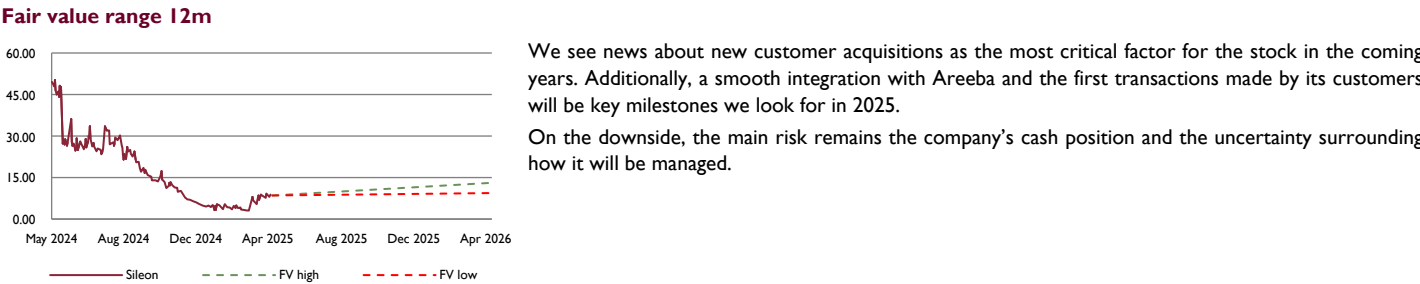 Fair value range 12m
60.00
45.00
30.00
15.00
0.00
May 2024 Aug 2024 Dec 2024 Apr 2025 Aug 2025 Dec 2025 Apr 2026
Sileon FV high FV low
We see news about new customer acquisitions as the most critical factor for the stock in the coming
years. Additionally, a smooth integration with Areeba and the first transactions made by its customers
will be key milestones we look for in 2025.
On the downside, the main risk remains the company’s cash position and the uncertainty surrounding
how it will be managed.